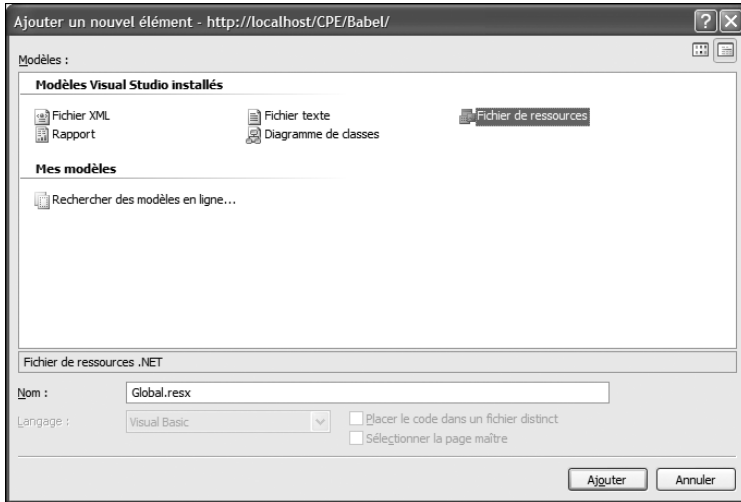 Ajouter un nouvel élément - http://localhost/CPE/Babel/
Modèles :
Modèles Visual Studio installés
Fichier XML
Fichier texte
Fichier de ressources
Rapport
Diagramme de classes
Mes modèles
Rechercher des modèles en ligne...
Fichier de ressources .NET
Nom :
Global.resx
Langage :
Visual Basic
Placer le code dans un fichier distinct
Sélectionner la page maître
Ajouter
Annuler